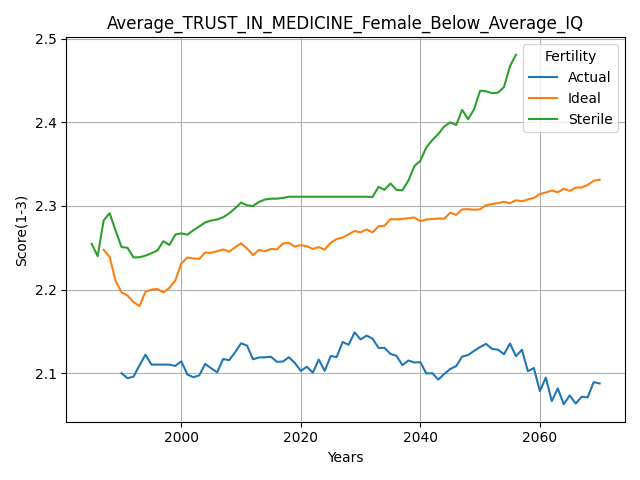 Average_TRUST_IN_MEDICINE_Female_Below_Average_IQ
Score(1-3)
2.5
2.4
2.3
2.2
2.1
Fertility
Actual
Ideal
Sterile
2000
2020
2040
2060
Years